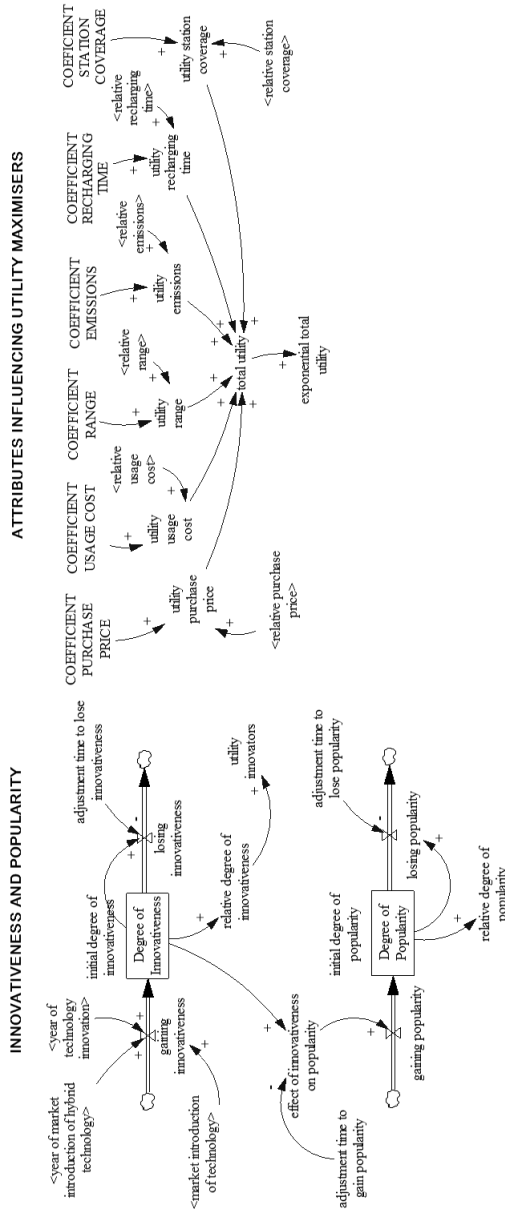 INNOVATIVENESS AND POPULARITY
<year of market
introduction of hybrid
technology>
<year of
technology
innovation>
initial degree of
innovativeness
adjustment time to lose
innovativeness
+
+
+
-
gaining
innovativeness
Degree of
Innovativeness
losing
innovativeness
+
<market introduction
of technology>
+
relative degree of
innovativeness
+
utility
innovators
-
+
effect of innovativeness
on popularity
adjustment time to
gain popularity
initial degree of
popularity
adjustment time to
lose popularity
+
-
gaining popularity
Degree of
Popularity
losing popularity
+
+
relative degree of
popularity
ATTRIBUTES INFLUENCING UTILITY MAXIMISERS
COEFFICIENT
PURCHASE
PRICE
COEFFICIENT
USAGE COST
COEFFICIENT
RANGE
COEFFICIENT
EMISSIONS
COEFFICIENT
RECHARGING
TIME
COEFICIENT
STATION
COVERAGE
<relative
usage
cost>
<relative
range>
<relative
emissions>
<relative
recharging
time>
+
+
+
+
+
+
+
+
+
+
utility
purchase
price
utility
usage
cost
utility
range
utility
emissions
utility
recharging
time
utility station
coverage
+
+
<relative purchase
price>
<relative station
coverage>
+
+
+
+
+
+
total utility
+
exponential total
utility